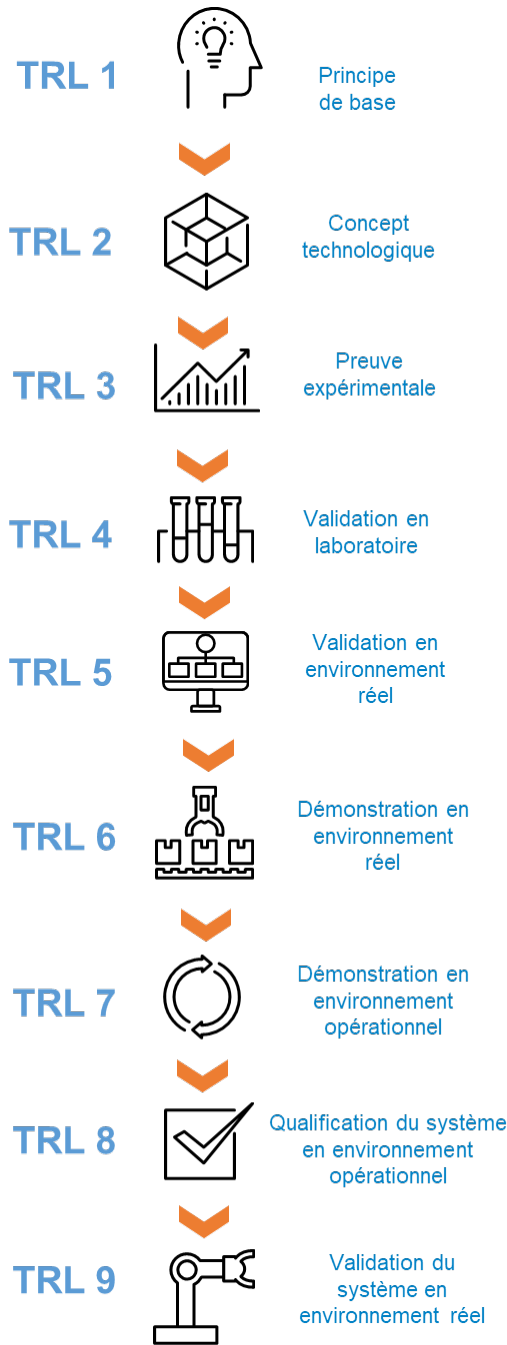 TRL 1
Principe
de base
TRL 2
Concept
technologique
TRL 3
Preuve
expérimentale
TRL 4
Validation en
laboratoire
TRL 5
Validation en
environnement
réel
TRL 6
Démonstration en
environnement
réel
TRL 7
Démonstration en
environnement
opérationnel
TRL 8
Qualification du système
en environnement
opérationnel
TRL 9
Validation du
système en
environnement réel